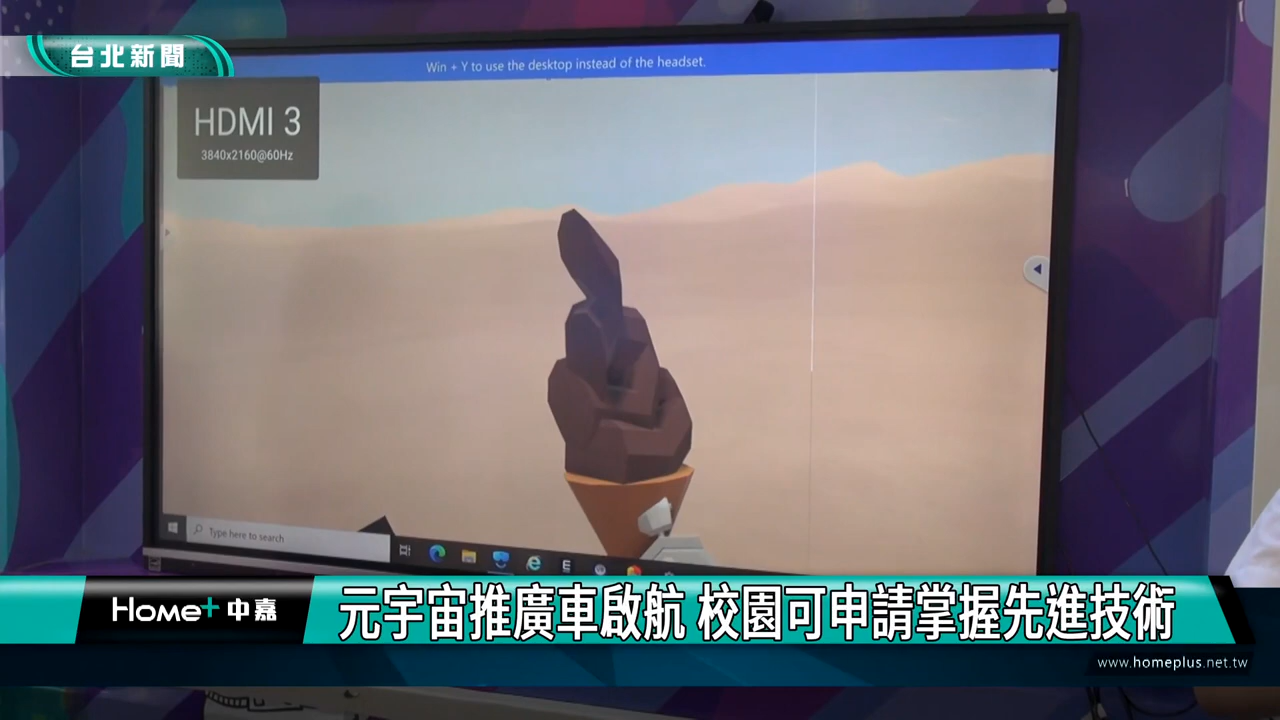 台北新聞
Win + Y to use the desktop instead of the headset.
HDMI 3
3840x2160@60Hz
Type here to search
Home+中嘉
元宇宙推廣車啟航 校園可申請掌握先進技術
www.homeplus.net.tw